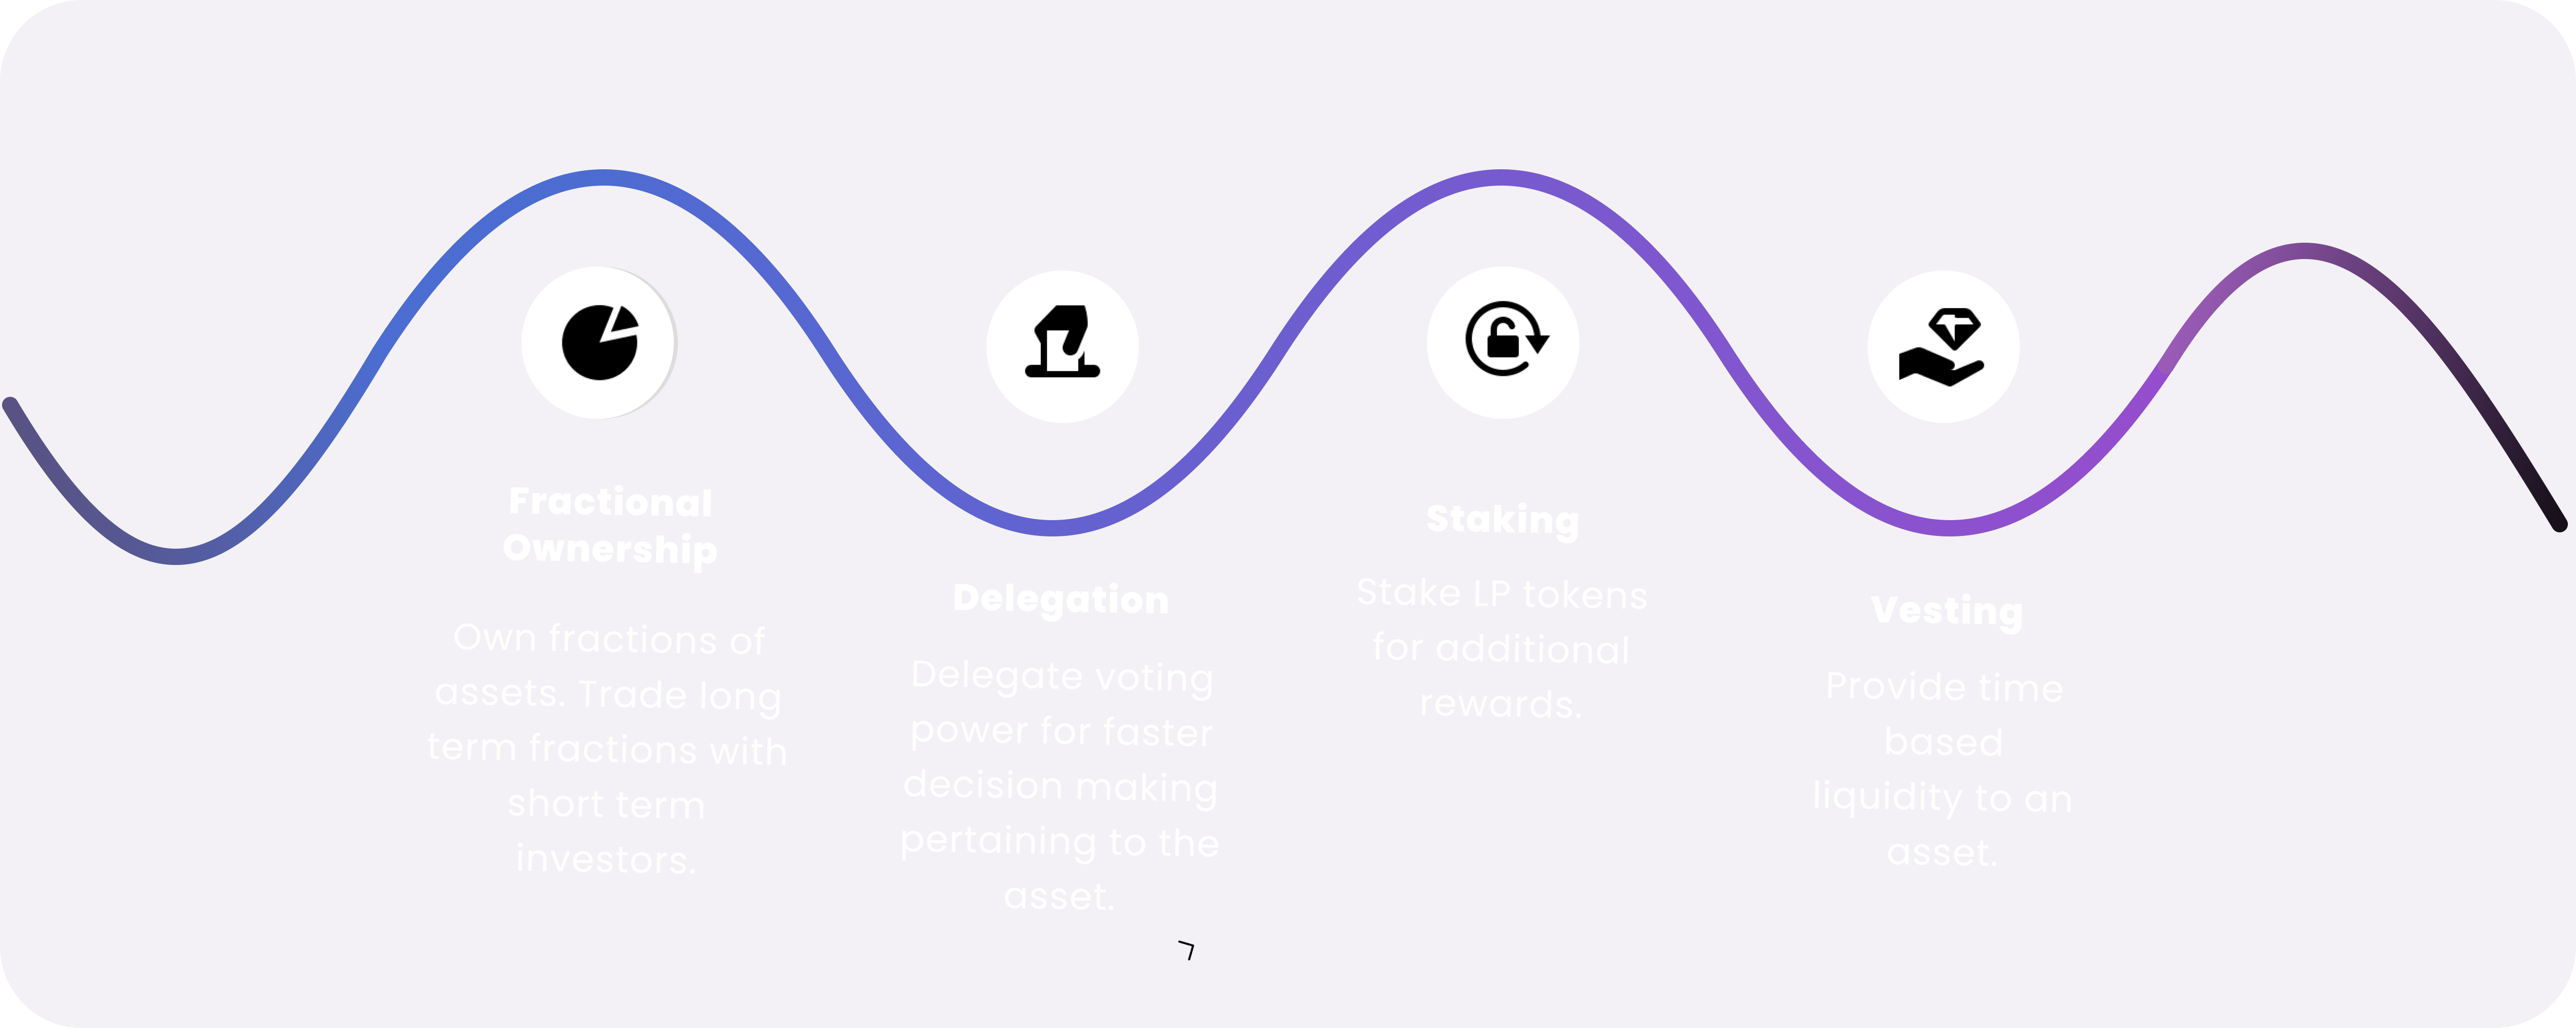 Fractional
Ownership
Own fractions of
assets. Trade long
term fractions with
short term
investors.
Delegation
Delegate voting
power for faster
decision making
pertaining to the
asset.
Staking
Stake LP tokens
for additional
rewards.
Vesting
Provide time
based
liquidity to an
asset.